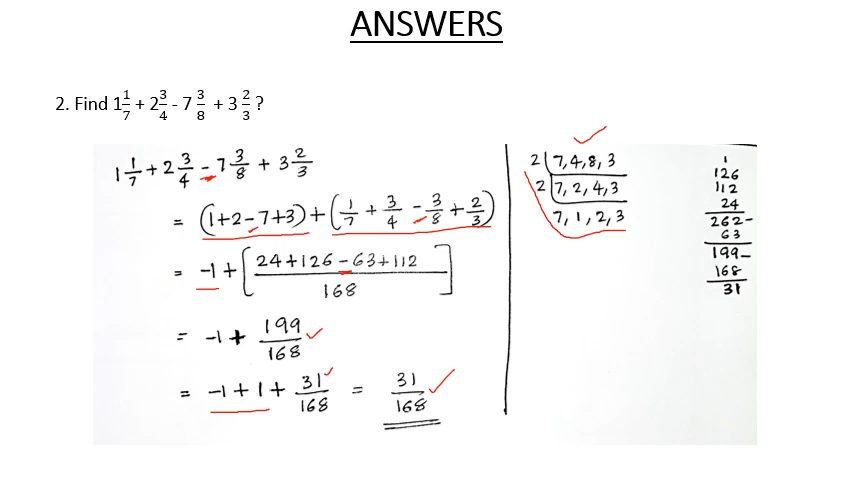 ANSWERS
2. Find 1 1/7 + 2 3/4 - 7 3/8 + 3 2/3 ?
1 1/7 + 2 3/4 - 7 3/8 + 3 2/3
= (1+2-7+3) + (1/7 + 3/4 - 3/8 + 2/3)
= -1 + [24+126-63+112 / 168]
= -1 + 199/168
= -1 + 1 + 31/168 = 31/168
2 | 7, 4, 8, 3
2 | 7, 2, 4, 3
7, 1, 2, 3
1
126
112
24
262-
63
199-
168
31